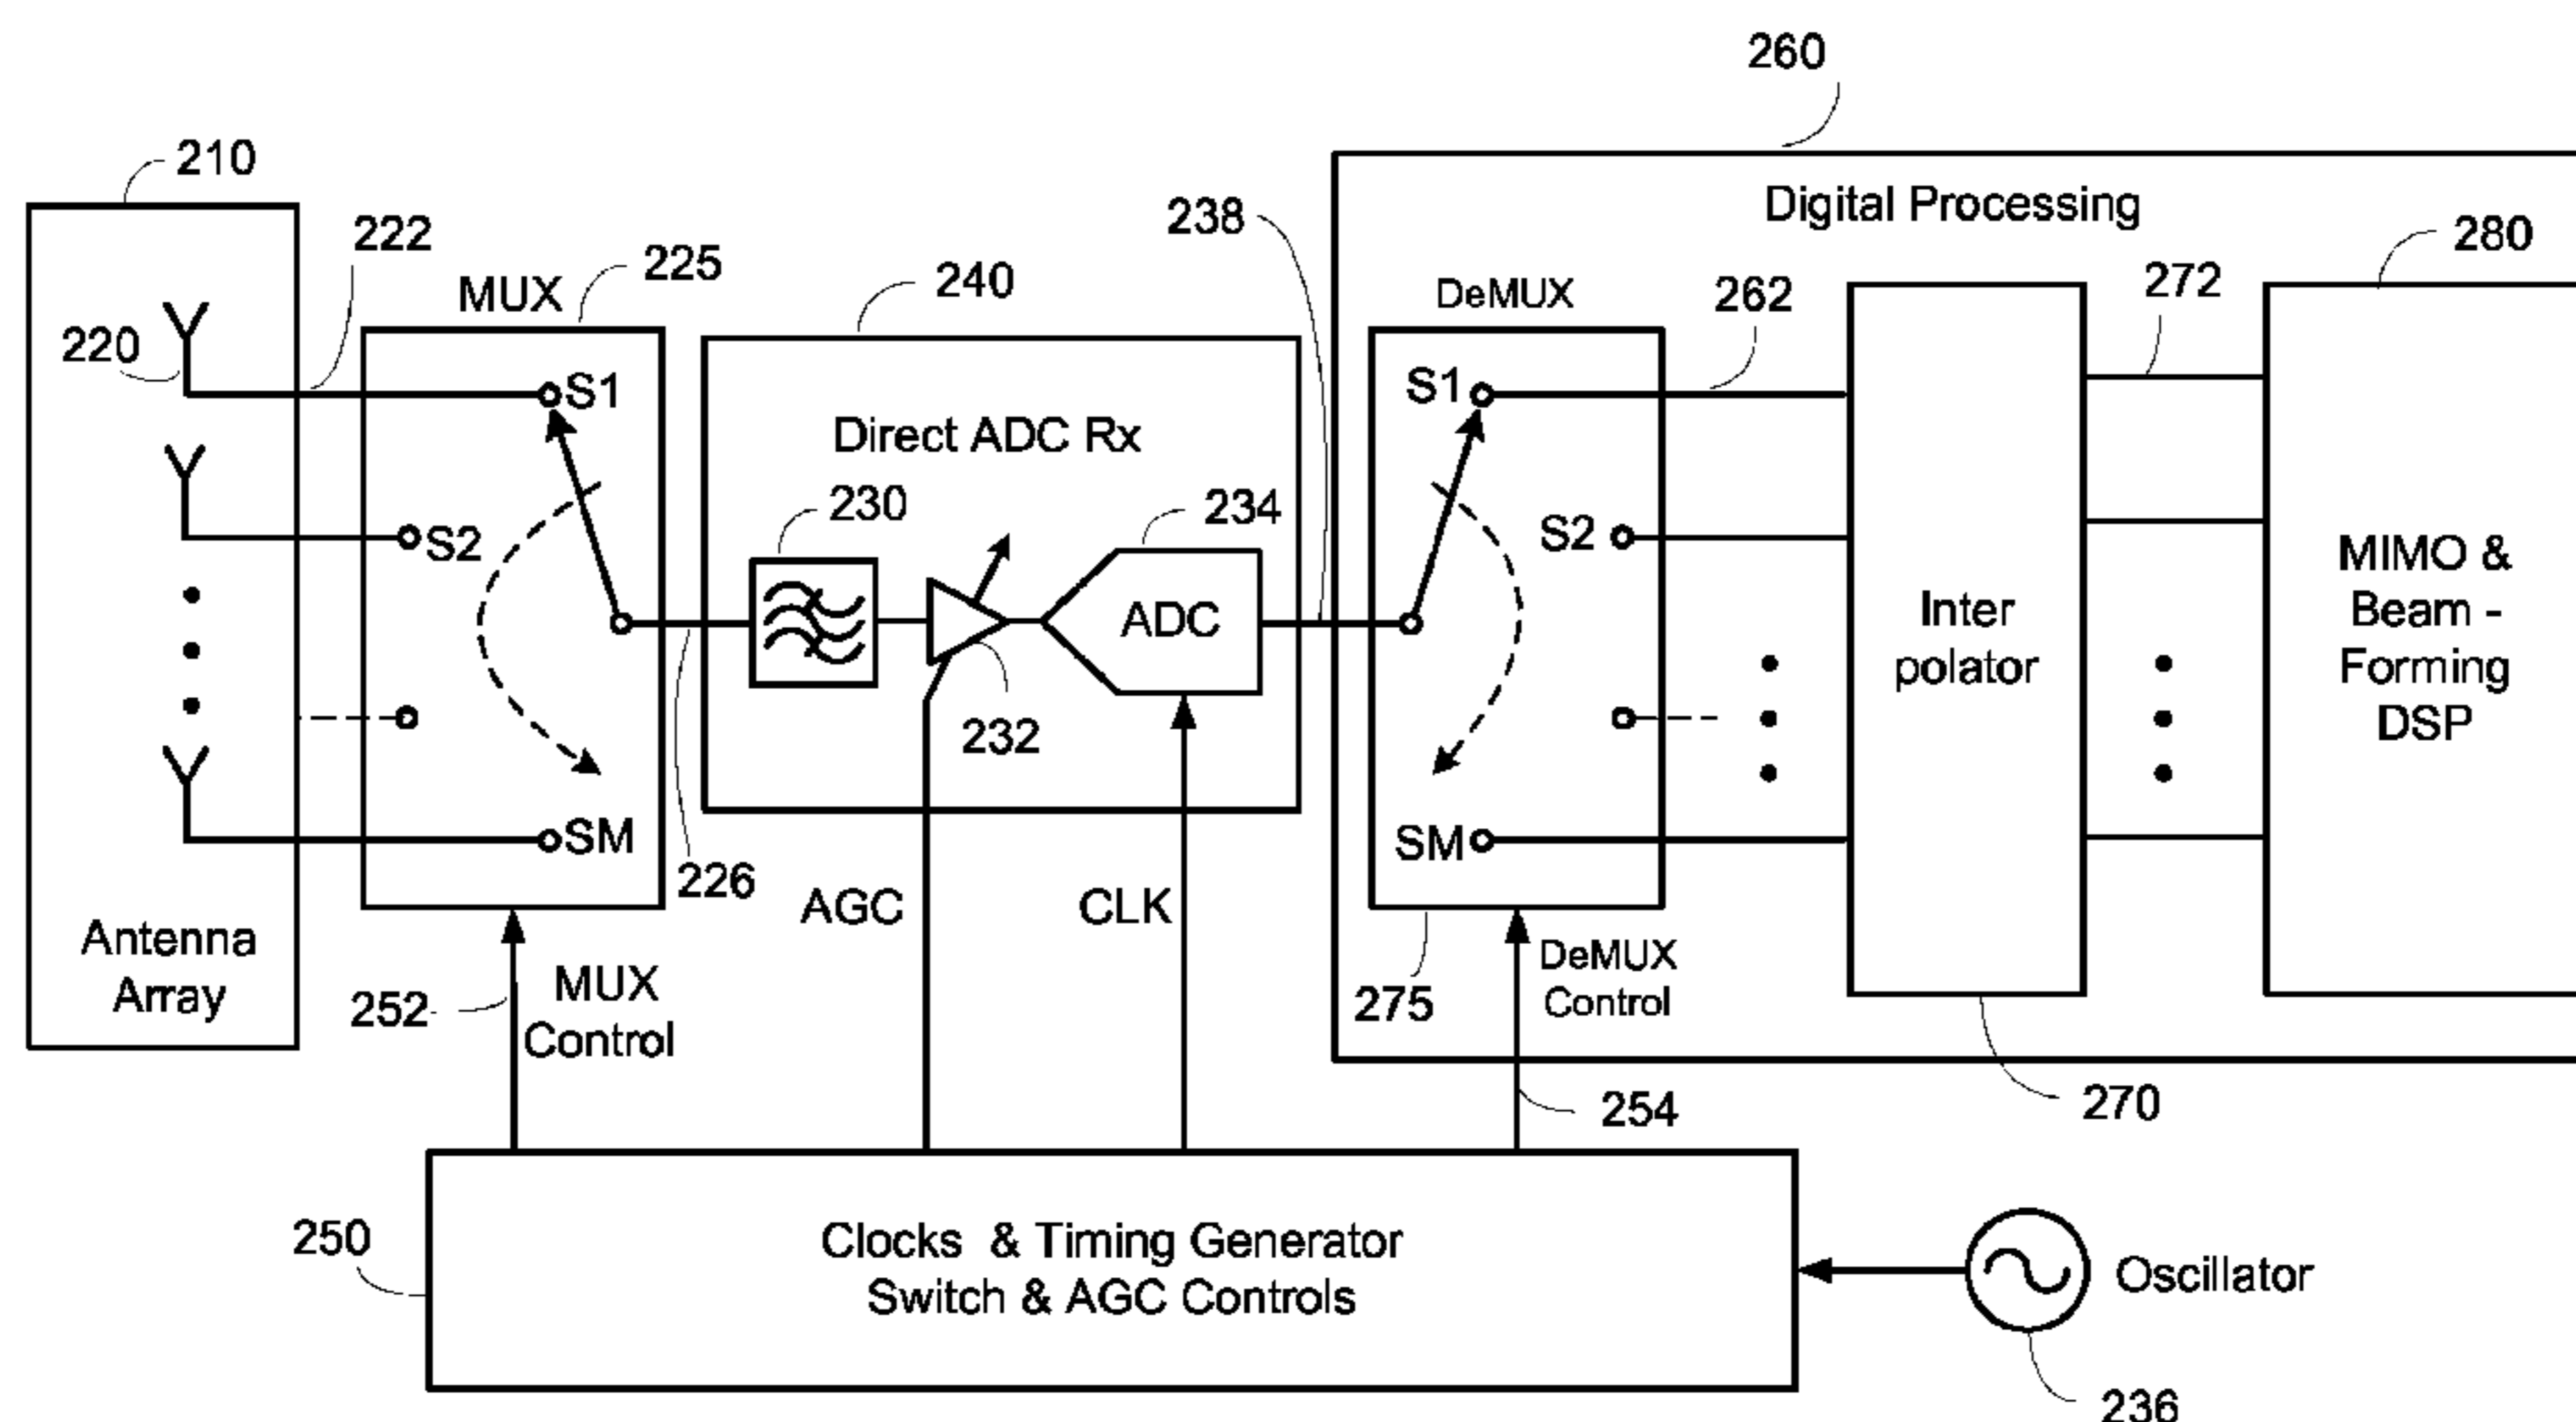 260
210
Digital Processing
222
238
280
225
MUX
240
DeMUX
262
272
220
S1
S1
Direct ADC Rx
230
234
S2
S2
ADC
MIMO &
Beam -
Forming
DSP
Inter
polator
232
SM
SM
226
AGC
CLK
Antenna
Array
252
MUX
Control
275
DeMUX
Control
254
270
250
Clocks & Timing Generator
Switch & AGC Controls
Oscillator
236